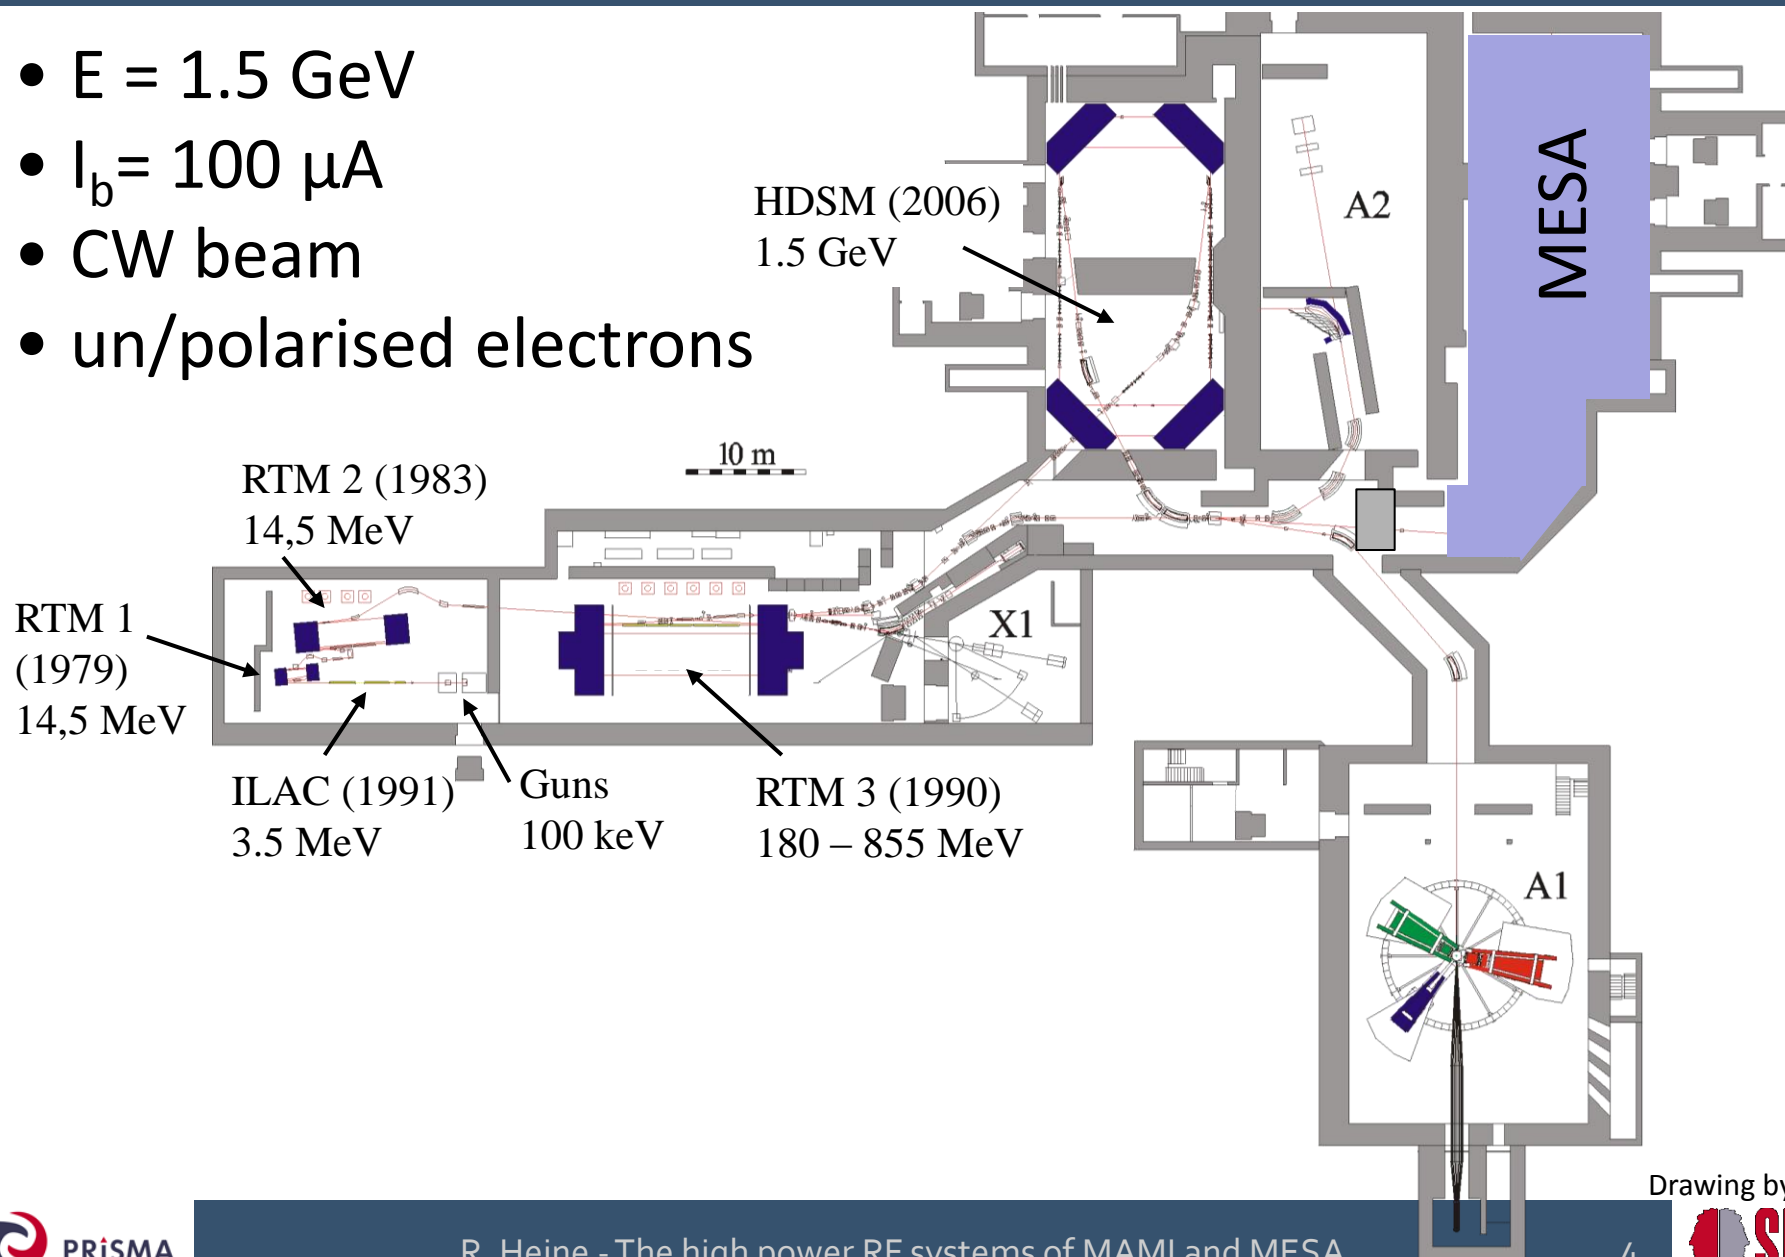 • E = 1.5 GeV
• Ib= 100 µA
• CW beam
• un/polarised electrons
HDSM (2006)
1.5 GeV
A2
MESA
10 m
RTM 2 (1983)
14,5 MeV
RTM 1
(1979)
14,5 MeV
X1
ILAC (1991)
3.5 MeV
Guns
100 keV
RTM 3 (1990)
180 – 855 MeV
A1
Drawing by
PRiSMA
R. Heine - The high power RF systems of MAMI and MESA
4